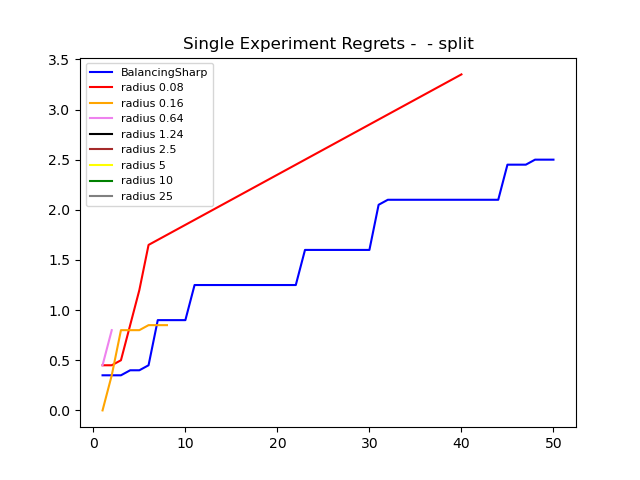 Single Experiment Regrets -  - split
3.5
3.0
2.5
2.0
1.5
1.0
0.5
0.0
BalancingSharp
radius 0.08
radius 0.16
radius 0.64
radius 1.24
radius 2.5
radius 5
radius 10
radius 25
0
10
20
30
40
50